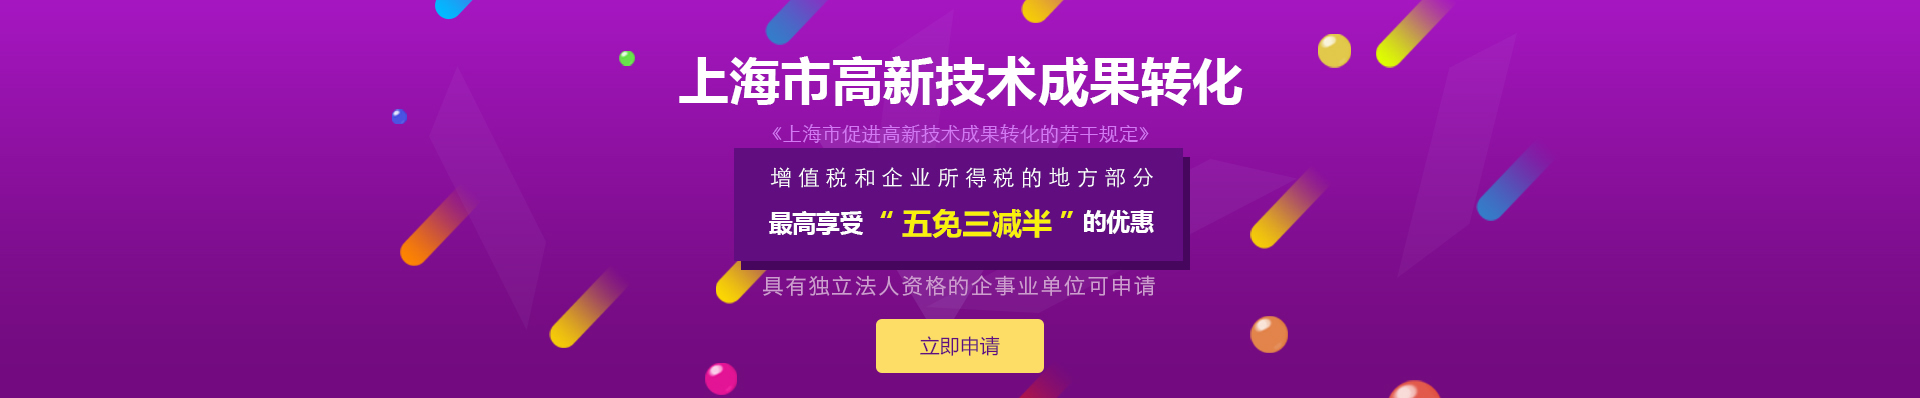 上海市高新技术成果转化
《上海市促进高新技术成果转化的若干规定》
增值税和企业所得税的地方部分
最高享受“五免三减半”的优惠
具有独立法人资格的企事业单位可申请
立即申请